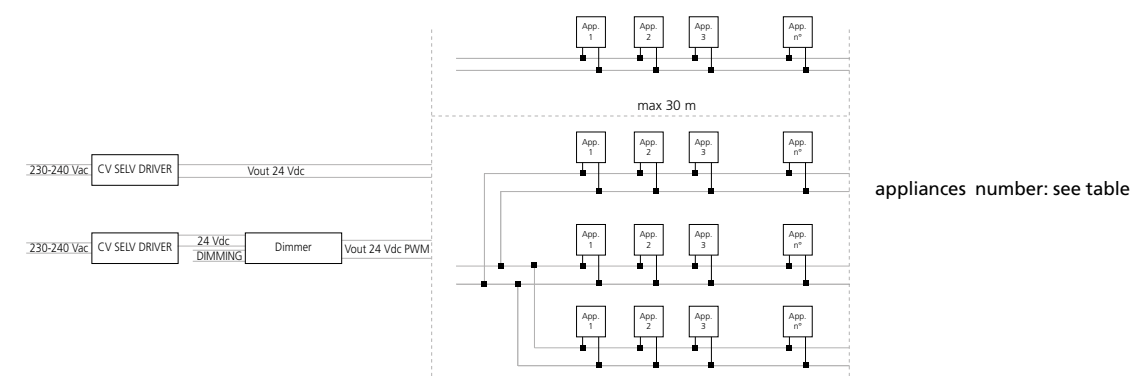 App. 1 App. 2 App. 3 App. n°
max 30 m
App. 1 App. 2 App. 3 App. n°
230-240 Vac CV SELV DRIVER Vout 24 Vdc
appliances number: see table
App. 1 App. 2 App. 3 App. n°
230-240 Vac CV SELV DRIVER 24 Vdc DIMMING Dimmer Vout 24 Vdc PWM
App. 1 App. 2 App. 3 App. n°